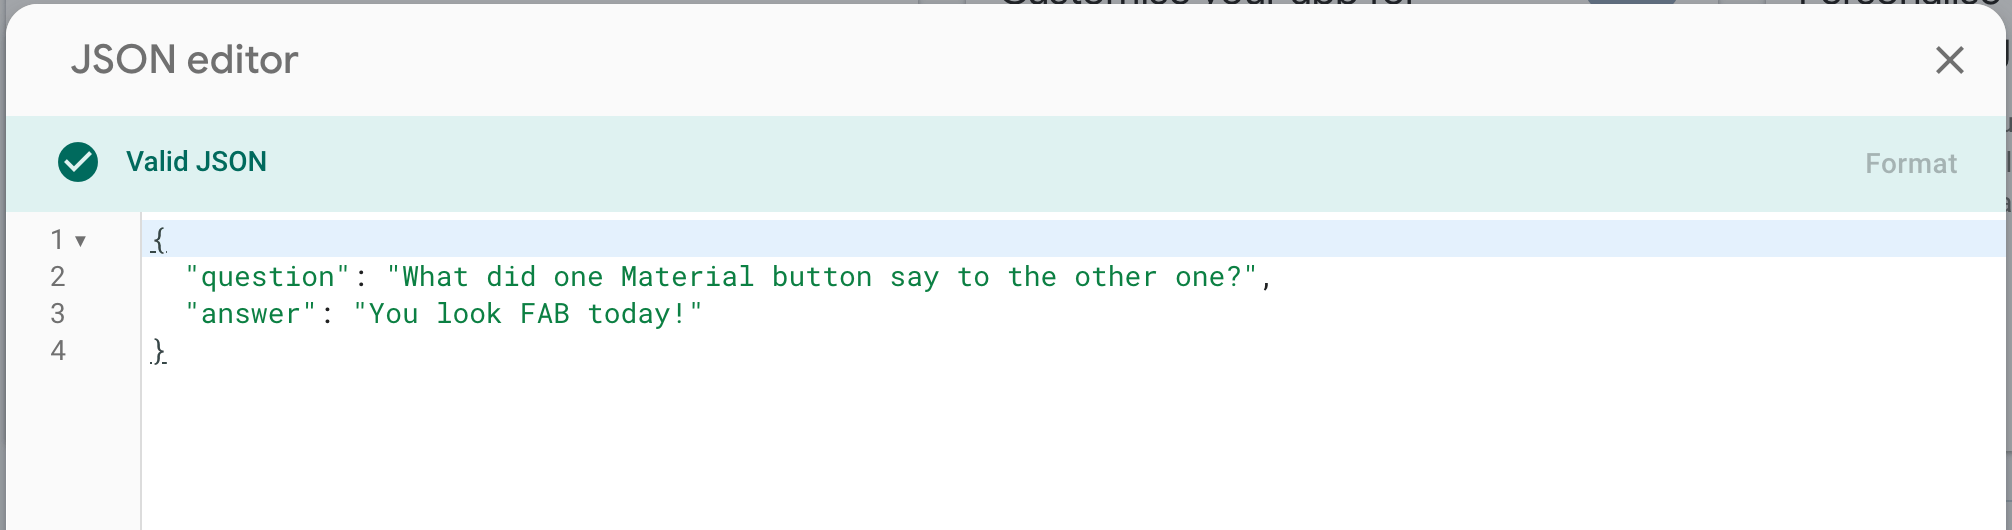 JSON editor
Valid JSON
Format
1 {
2 "question": "What did one Material button say to the other one?",
3 "answer": "You look FAB today!"
4 }